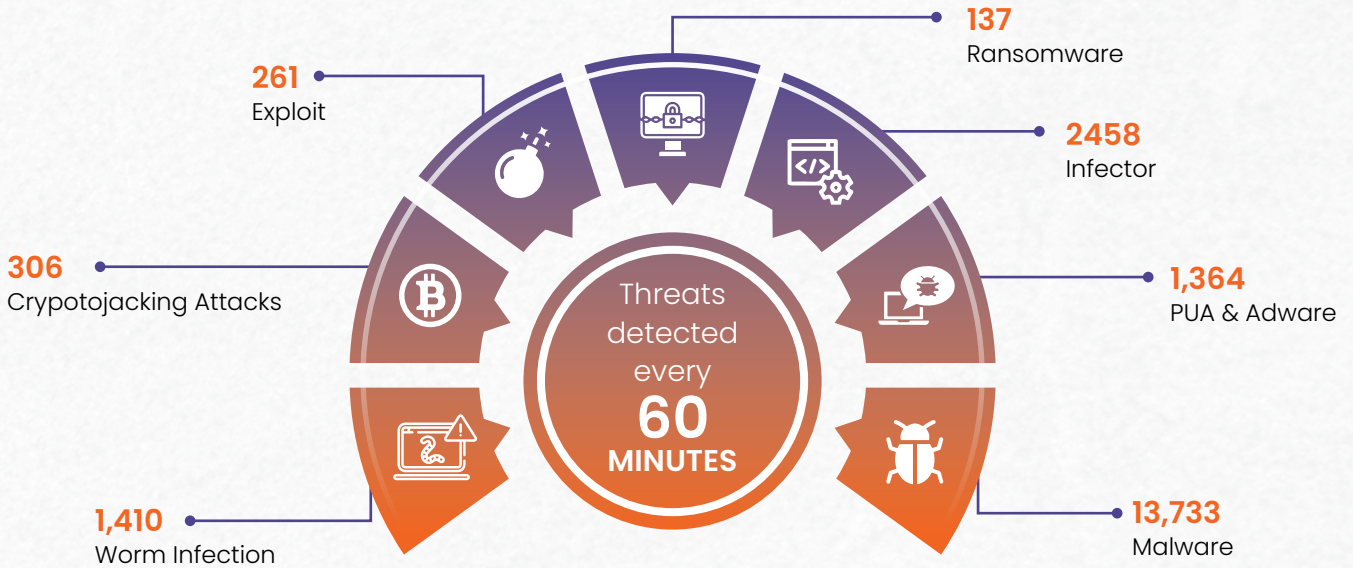 137
Ransomware
261
Exploit
2458
Infector
306
Crypotojacking Attacks
1,364
PUA & Adware
Threats
detected
every
60
MINUTES
1,410
Worm Infection
13,733
Malware